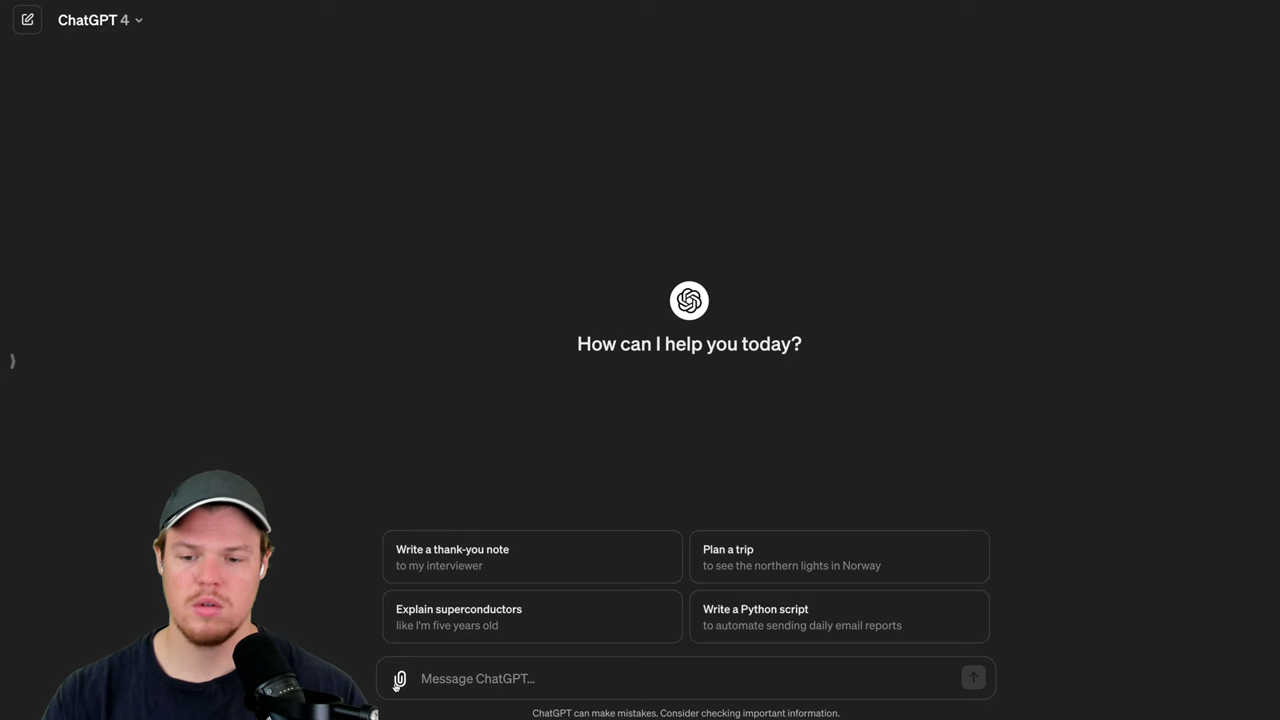 ChatGPT 4
How can I help you today?
Write a thank-you note
to my interviewer
Plan a trip
to see the northern lights in Norway
Explain superconductors
like I'm five years old
Write a Python script
to automate sending daily email reports
Message ChatGPT...
ChatGPT can make mistakes. Consider checking important information.